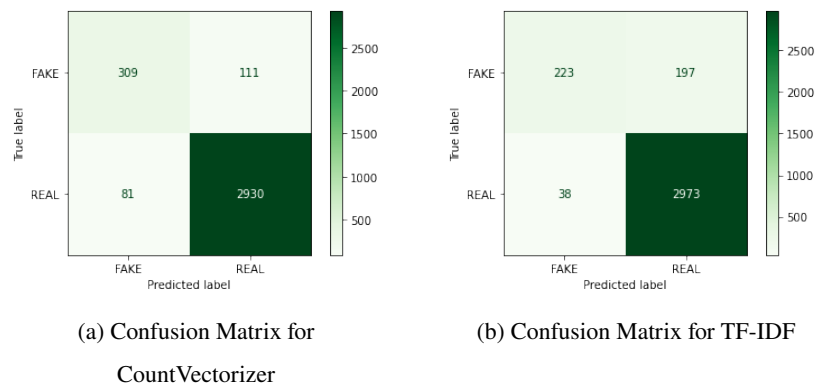 FAKE
309
111
REAL
81
2930
FAKE
REAL
Predicted label
True label
2500
2000
1500
1000
500
(a) Confusion Matrix for
CountVectorizer
FAKE
223
197
REAL
38
2973
FAKE
REAL
Predicted label
True label
2500
2000
1500
1000
500
(b) Confusion Matrix for TF-IDF